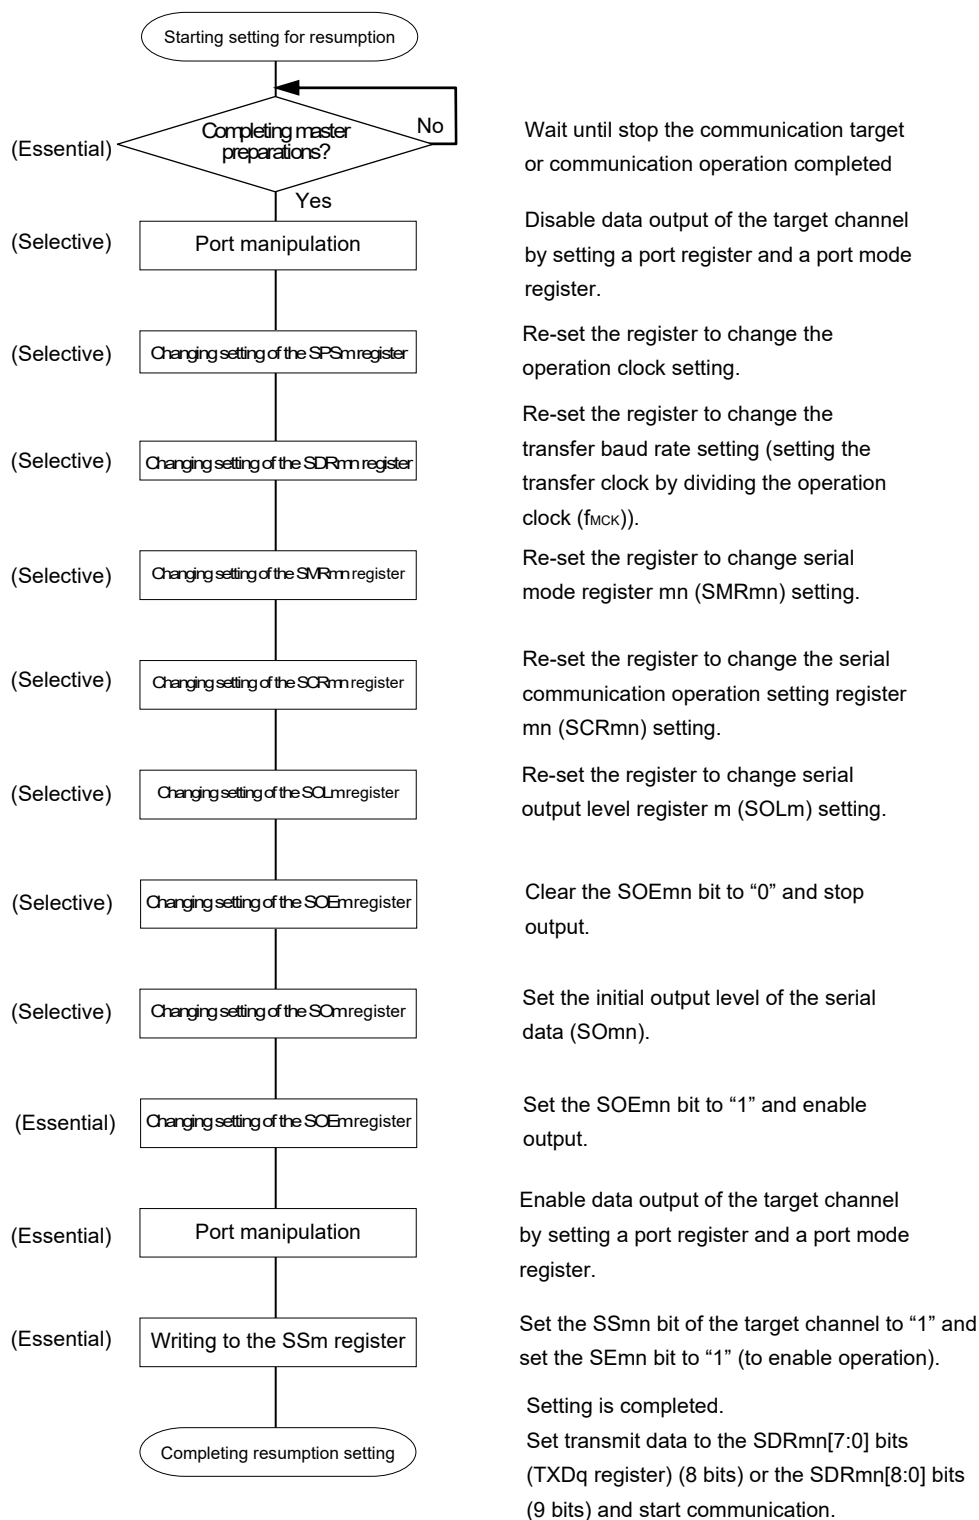 Starting setting for resumption
(Essential)
Completing master
preparations?
No
Yes
Wait until stop the communication target
or communication operation completed
(Selective)
Port manipulation
Disable data output of the target channel
by setting a port register and a port mode
register.
(Selective)
Changing setting of the SPSm register
Re-set the register to change the
operation clock setting.
(Selective)
Changing setting of the SDRmn register
Re-set the register to change the
transfer baud rate setting (setting the
transfer clock by dividing the operation
clock (fMCK)).
(Selective)
Changing setting of the SMRmn register
Re-set the register to change serial
mode register mn (SMRmn) setting.
(Selective)
Changing setting of the SCRmn register
Re-set the register to change the serial
communication operation setting register
mn (SCRmn) setting.
(Selective)
Changing setting of the SOLm register
Re-set the register to change serial
output level register m (SOLm) setting.
(Selective)
Changing setting of the SOEm register
Clear the SOEmn bit to “0” and stop
output.
(Selective)
Changing setting of the SOm register
Set the initial output level of the serial
data (SOmn).
(Essential)
Changing setting of the SOEm register
Set the SOEmn bit to “1” and enable
output.
(Essential)
Port manipulation
Enable data output of the target channel
by setting a port register and a port mode
register.
(Essential)
Writing to the SSm register
Set the SSmn bit of the target channel to “1” and
set the SEmn bit to “1” (to enable operation).
Completing resumption setting
Setting is completed.
Set transmit data to the SDRmn[7:0] bits
(TXDq register) (8 bits) or the SDRmn[8:0] bits
(9 bits) and start communication.